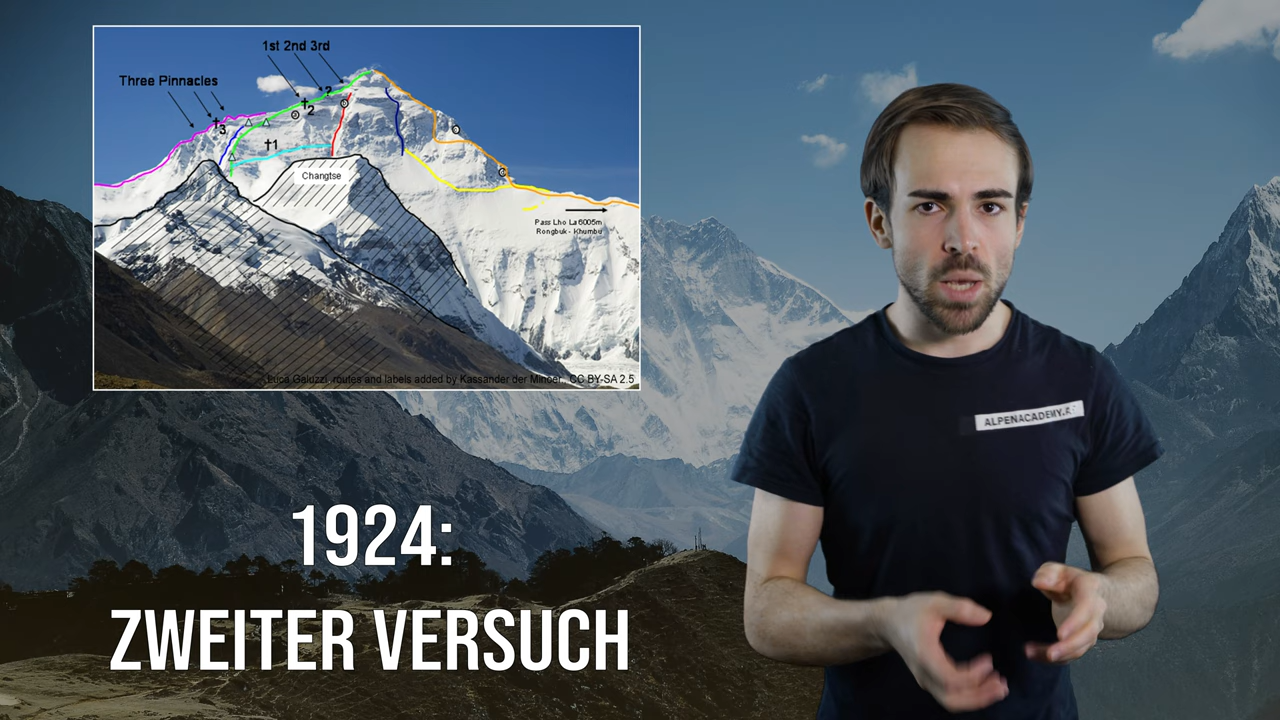 1st 2nd 3rd
Three Pinnacles
?
†2
†3
†1
Changtse
Pass Lho La 6005m
Rongbuk - Khumbu
Luca Galuzzi, routes and labels added by Kassander der Minoer, CC BY-SA 2.5
ALPENACADEMY.
1924:
ZWEITER VERSUCH